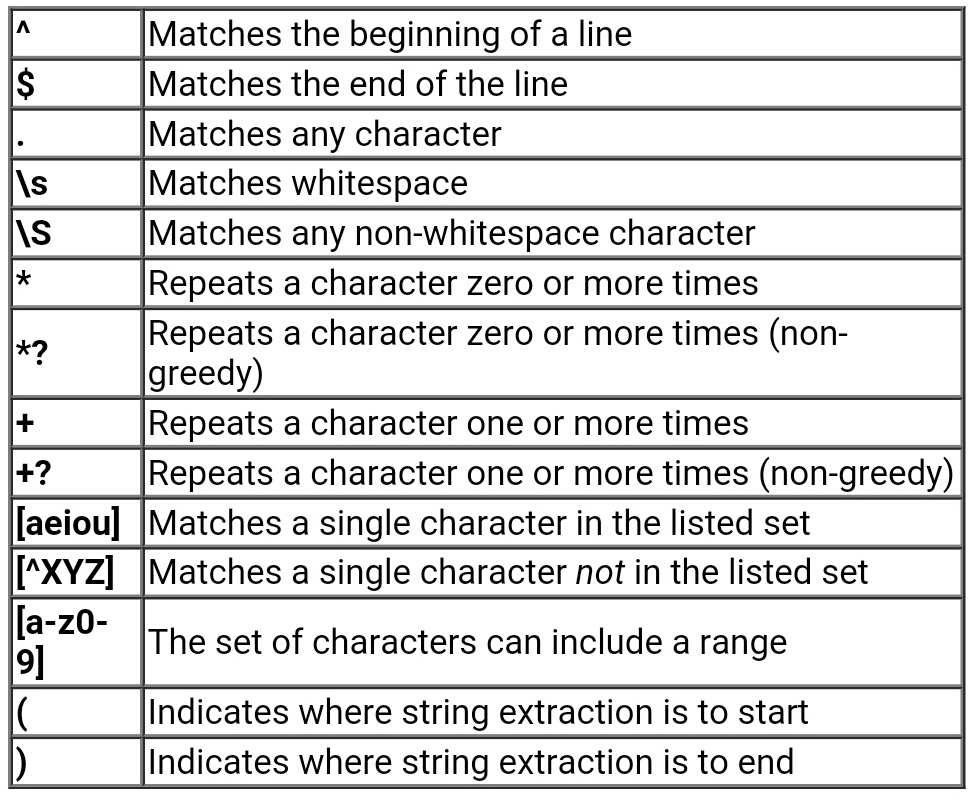 ^ Matches the beginning of a line
$ Matches the end of the line
. Matches any character
\s Matches whitespace
\S Matches any non-whitespace character
* Repeats a character zero or more times
*? Repeats a character zero or more times (non-
greedy)
+ Repeats a character one or more times
+? Repeats a character one or more times (non-greedy)
[aeiou] Matches a single character in the listed set
[^XYZ] Matches a single character not in the listed set
[a-z0-
9] The set of characters can include a range
( Indicates where string extraction is to start
) Indicates where string extraction is to end